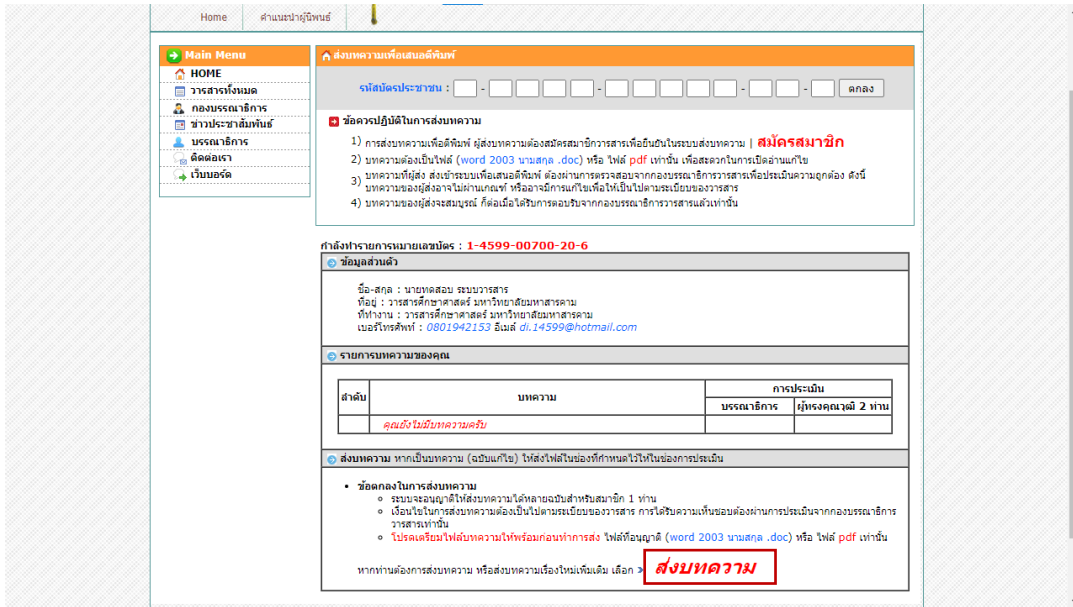 Home คำแนะนำผู้นิพนธ์
Main Menu
HOME
วารสารทั้งหมด
กองบรรณาธิการ
ข่าวประชาสัมพันธ์
บรรณาธิการ
ติดต่อเรา
เว็บบอร์ด
ส่งบทความเพื่อเสนอตีพิมพ์
รหัสบัตรประชาชน : - - - - ตกลง
ข้อควรปฏิบัติในการส่งบทความ
1) การส่งบทความเพื่อตีพิมพ์ ผู้ส่งบทความต้องสมัครสมาชิกวารสารเพื่อยืนยันในระบบส่งบทความ | สมัครสมาชิก
2) บทความต้องเป็นไฟล์ (word 2003 นามสกุล .doc) หรือ ไฟล์ pdf เท่านั้น เพื่อสะดวกในการเปิดอ่านแก้ไข
3) บทความที่ผู้ส่ง ส่งเข้าระบบเพื่อเสนอตีพิมพ์ ต้องผ่านการตรวจสอบจากกองบรรณาธิการวารสารเพื่อประเมินความถูกต้อง ดังนี้
บทความของผู้ส่งอาจไม่ผ่านเกณฑ์ หรืออาจมีการแก้ไขเพื่อให้เป็นไปตามระเบียบของวารสาร
4) บทความของผู้ส่งจะสมบูรณ์ ก็ต่อเมื่อได้รับการตอบรับจากกองบรรณาธิการวารสารแล้วเท่านั้น
กำลังทำรายการหมายเลขบัตร : 1-4599-00700-20-6
ข้อมูลส่วนตัว
ชื่อ-สกุล : นายทดสอบ ระบบวารสาร
ที่อยู่ : วารสารศึกษาศาสตร์ มหาวิทยาลัยมหาสารคาม
ที่ทำงาน : วารสารศึกษาศาสตร์ มหาวิทยาลัยมหาสารคาม
เบอร์โทรศัพท์ : 0801942153 อีเมล์ di.14599@hotmail.com
รายการบทความของคุณ
ลำดับ บทความ การประเมิน
บรรณาธิการ ผู้ทรงคุณวุฒิ 2 ท่าน
คุณยังไม่มีบทความครับ
ส่งบทความ หากเป็นบทความ (ฉบับแก้ไข) ให้ส่งไฟล์ในช่องที่กำหนดไว้ให้ในช่องการประเมิน
• ข้อตกลงในการส่งบทความ
ระบบจะอนุญาติให้ส่งบทความได้หลายฉบับสำหรับสมาชิก 1 ท่าน
เงื่อนไขในการส่งบทความต้องเป็นไปตามระเบียบของวารสาร การได้รับความเห็นชอบต้องผ่านการประเมินจากกองบรรณาธิการ
วารสารเท่านั้น
โปรดเตรียมไฟล์บทความให้พร้อมก่อนทำการส่ง ไฟล์ที่อนุญาติ (word 2003 นามสกุล .doc) หรือ ไฟล์ pdf เท่านั้น
หากท่านต้องการส่งบทความ หรือส่งบทความเรื่องใหม่เพิ่มเติม เลือก » ส่งบทความ